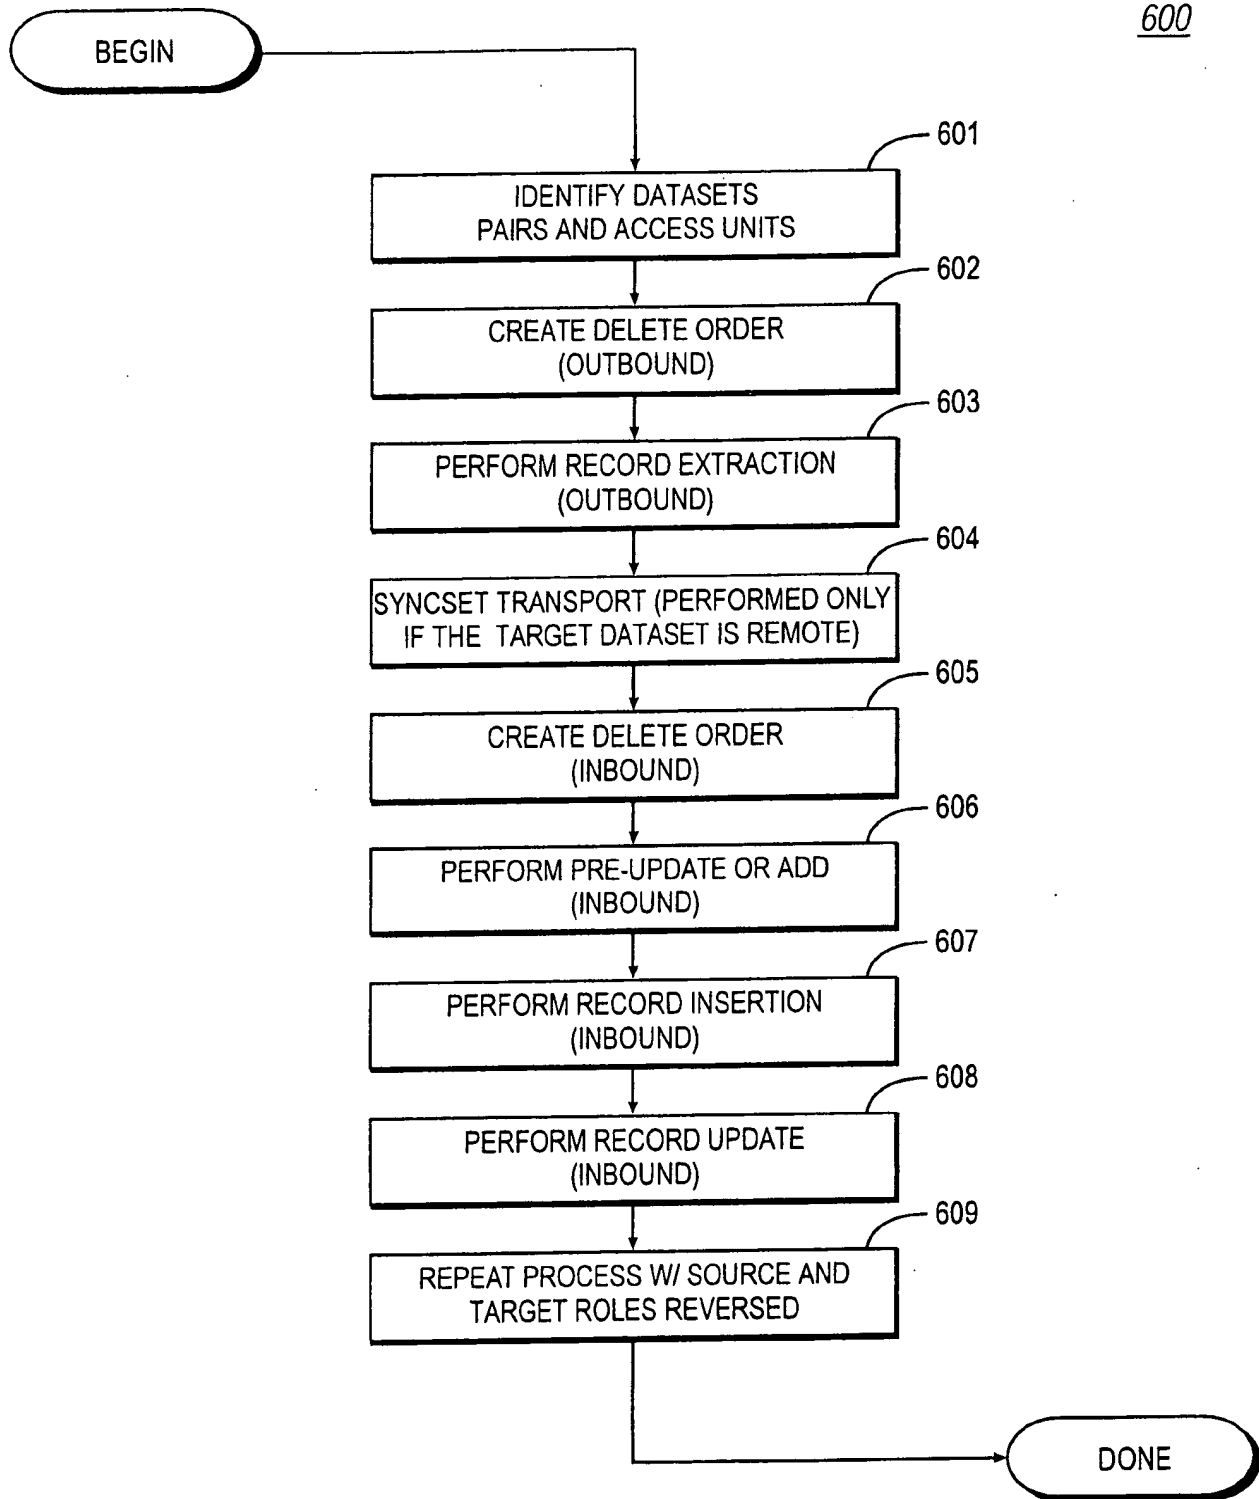 600
BEGIN
601
IDENTIFY DATASETS
PAIRS AND ACCESS UNITS
602
CREATE DELETE ORDER
(OUTBOUND)
603
PERFORM RECORD EXTRACTION
(OUTBOUND)
604
SYNCSET TRANSPORT (PERFORMED ONLY
IF THE TARGET DATASET IS REMOTE)
605
CREATE DELETE ORDER
(INBOUND)
606
PERFORM PRE-UPDATE OR ADD
(INBOUND)
607
PERFORM RECORD INSERTION
(INBOUND)
608
PERFORM RECORD UPDATE
(INBOUND)
609
REPEAT PROCESS W/ SOURCE AND
TARGET ROLES REVERSED
DONE